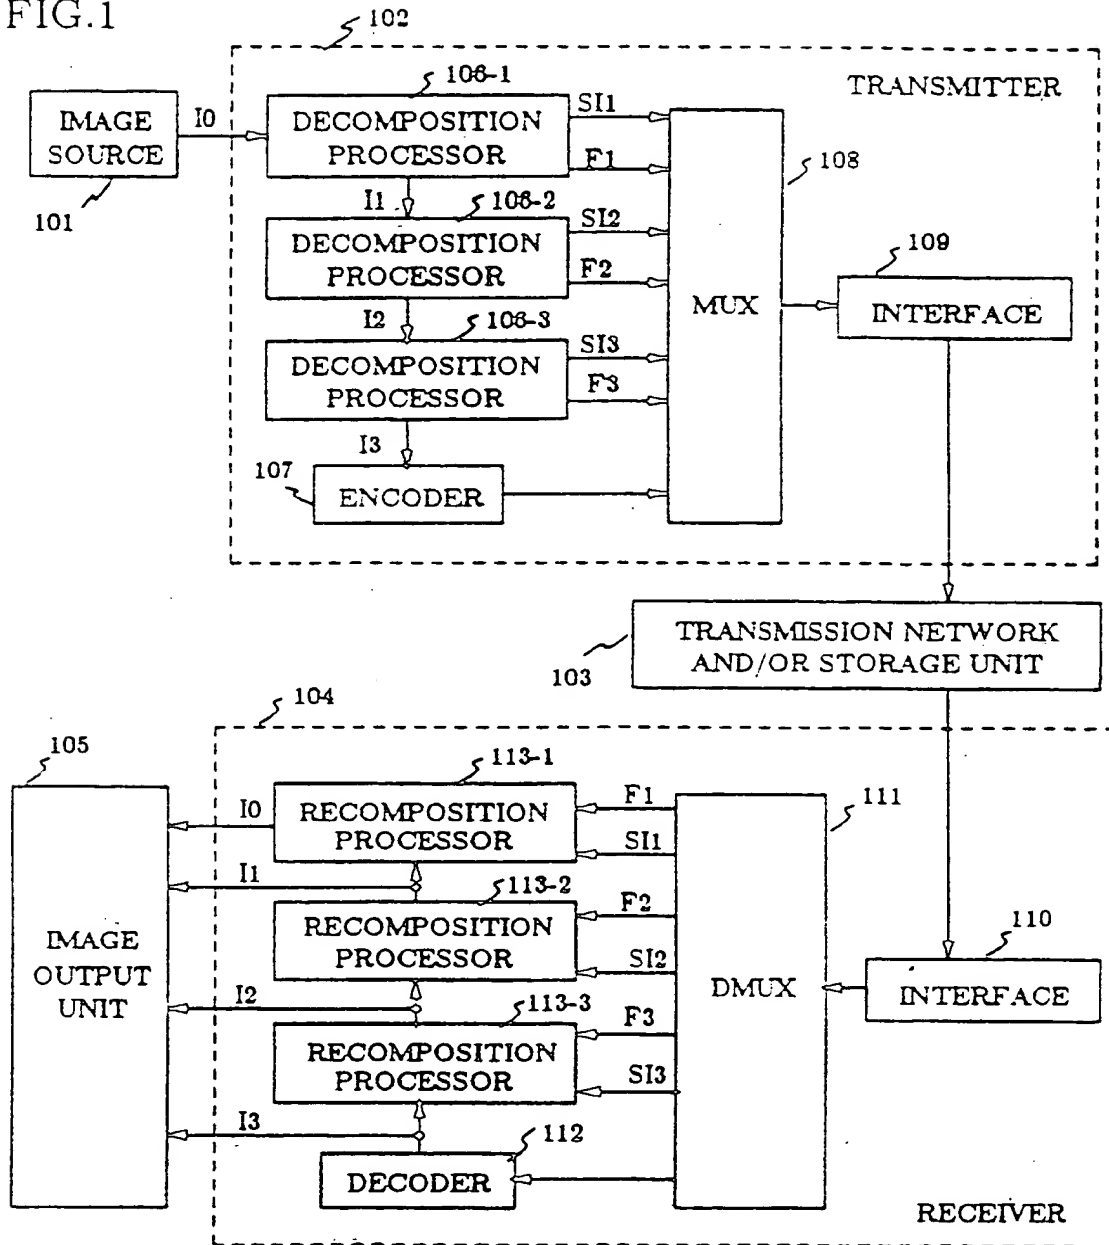 FIG.1
102
106-1
TRANSMITTER
IMAGE
SOURCE
101
I0
DECOMPOSITION
PROCESSOR
SI1
F1
108
I1
106-2
DECOMPOSITION
PROCESSOR
SI2
F2
MUX
109
INTERFACE
I2
106-3
DECOMPOSITION
PROCESSOR
SI3
F3
I3
107
ENCODER
TRANSMISSION NETWORK
AND/OR STORAGE UNIT
103
104
105
113-1
I0
RECOMPOSITION
PROCESSOR
F1
SI1
111
I1
113-2
RECOMPOSITION
PROCESSOR
F2
SI2
IMAGE
OUTPUT
UNIT
DMUX
110
INTERFACE
I2
113-3
RECOMPOSITION
PROCESSOR
F3
SI3
I3
112
DECODER
RECEIVER